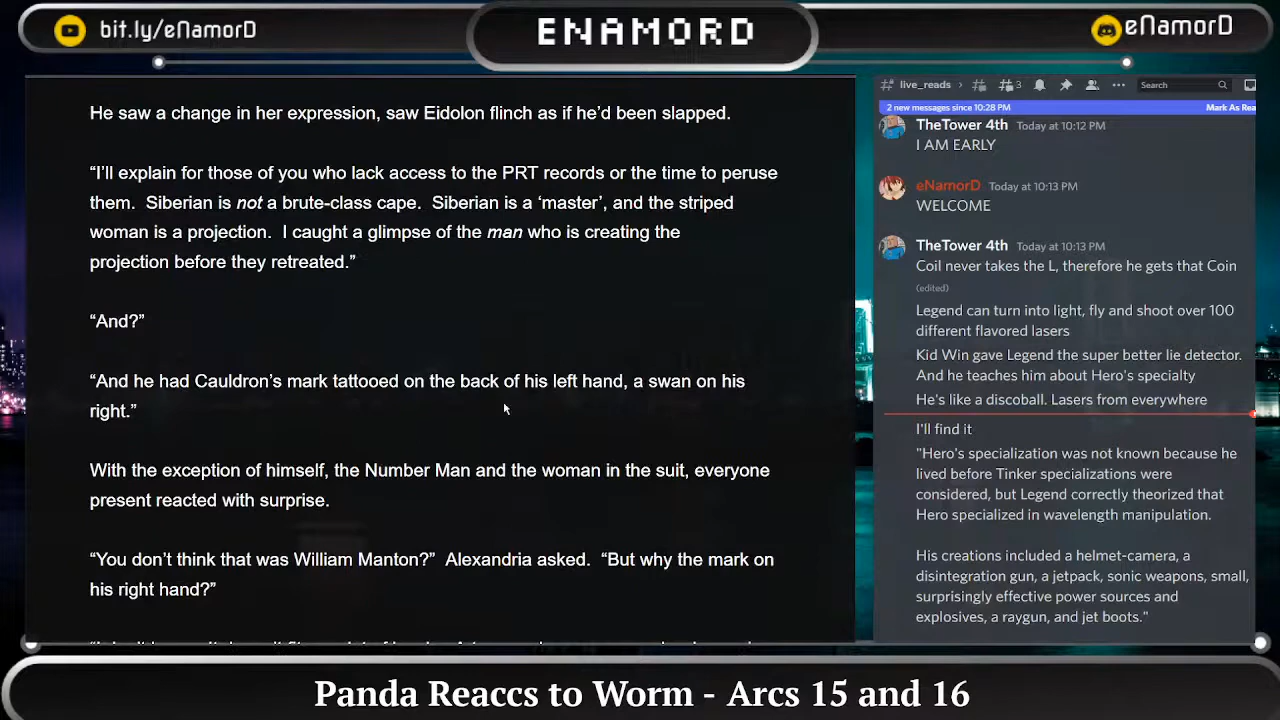 bit.ly/eNamorD
ENAMORD
eNamorD
He saw a change in her expression, saw Eidolon flinch as if he’d been slapped.
“I’ll explain for those of you who lack access to the PRT records or the time to peruse
them.  Siberian is not a brute-class cape.  Siberian is a ‘master’, and the striped
woman is a projection.  I caught a glimpse of the man who is creating the
projection before they retreated.”
“And?”
“And he had Cauldron’s mark tattooed on the back of his left hand, a swan on his
right.”
With the exception of himself, the Number Man and the woman in the suit, everyone
present reacted with surprise.
“You don’t think that was William Manton?”  Alexandria asked.  “But why the mark on
his right hand?”
live_reads
3
Search
2 new messages since 10:28 PM
Mark As Rea
TheTower 4th Today at 10:12 PM
I AM EARLY
eNamorD Today at 10:13 PM
WELCOME
TheTower 4th Today at 10:13 PM
Coil never takes the L, therefore he gets that Coin
(edited)
Legend can turn into light, fly and shoot over 100
different flavored lasers
Kid Win gave Legend the super better lie detector.
And he teaches him about Hero's specialty
He's like a discoball. Lasers from everywhere
I'll find it
"Hero's specialization was not known because he
lived before Tinker specializations were
considered, but Legend correctly theorized that
Hero specialized in wavelength manipulation.
His creations included a helmet-camera, a
disintegration gun, a jetpack, sonic weapons, small,
surprisingly effective power sources and
explosives, a raygun, and jet boots."
Panda Reaccs to Worm - Arcs 15 and 16